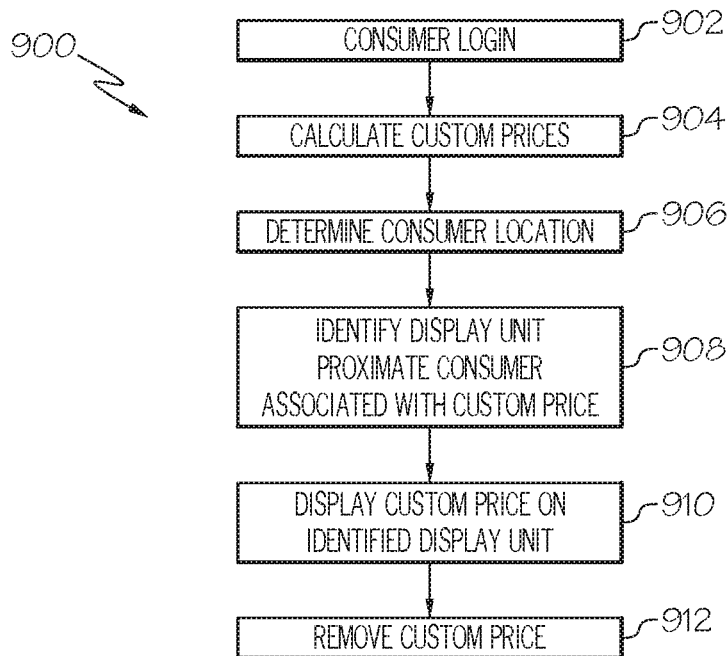 900
CONSUMER LOGIN
902
CALCULATE CUSTOM PRICES
904
DETERMINE CONSUMER LOCATION
906
IDENTIFY DISPLAY UNIT
PROXIMATE CONSUMER
ASSOCIATED WITH CUSTOM PRICE
908
DISPLAY CUSTOM PRICE ON
IDENTIFIED DISPLAY UNIT
910
REMOVE CUSTOM PRICE
912